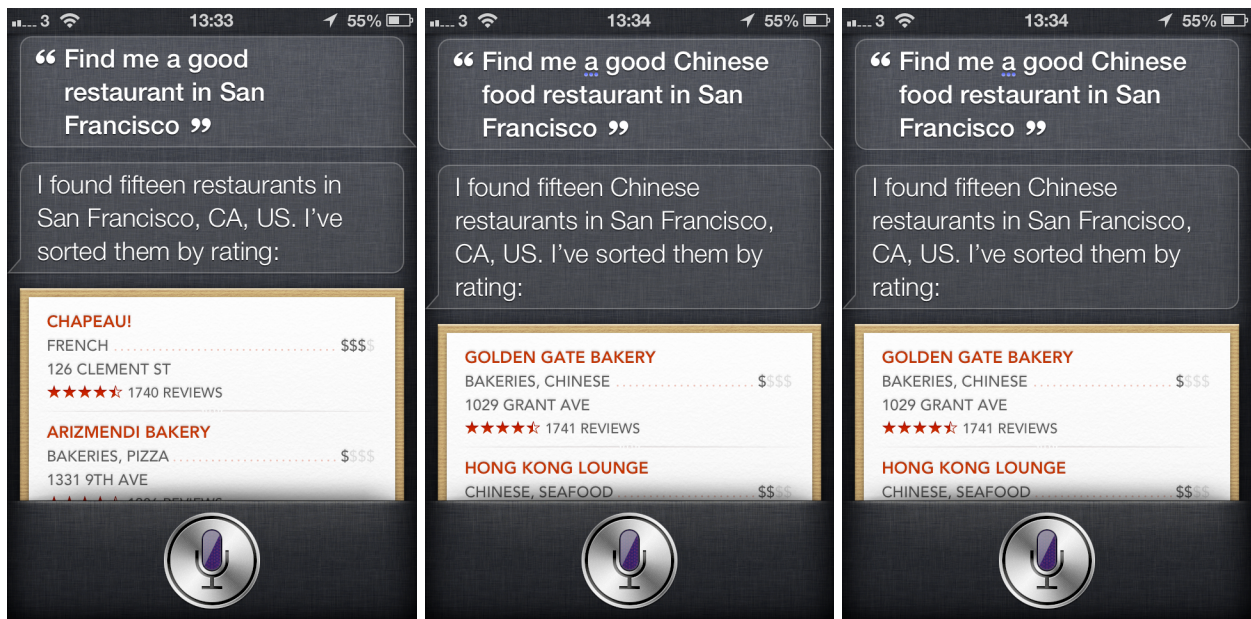 3 13:33 55%
“ Find me a good
restaurant in San
Francisco ”
I found fifteen restaurants in
San Francisco, CA, US. I’ve
sorted them by rating:
CHAPEAU!
FRENCH $$$$
126 CLEMENT ST
1740 REVIEWS
ARIZMENDI BAKERY
BAKERIES, PIZZA $$$$
1331 9TH AVE
3 13:34 55%
“ Find me a good Chinese
food restaurant in San
Francisco ”
I found fifteen Chinese
restaurants in San Francisco,
CA, US. I’ve sorted them by
rating:
GOLDEN GATE BAKERY
BAKERIES, CHINESE $$$$
1029 GRANT AVE
1741 REVIEWS
HONG KONG LOUNGE
CHINESE, SEAFOOD $$$$
3 13:34 55%
“ Find me a good Chinese
food restaurant in San
Francisco ”
I found fifteen Chinese
restaurants in San Francisco,
CA, US. I’ve sorted them by
rating:
GOLDEN GATE BAKERY
BAKERIES, CHINESE $$$$
1029 GRANT AVE
1741 REVIEWS
HONG KONG LOUNGE
CHINESE, SEAFOOD $$$$